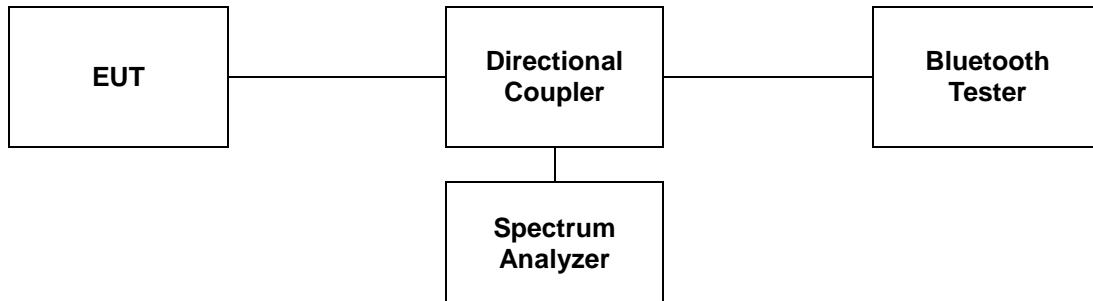 EUT
Directional
Coupler
Bluetooth
Tester
Spectrum
Analyzer